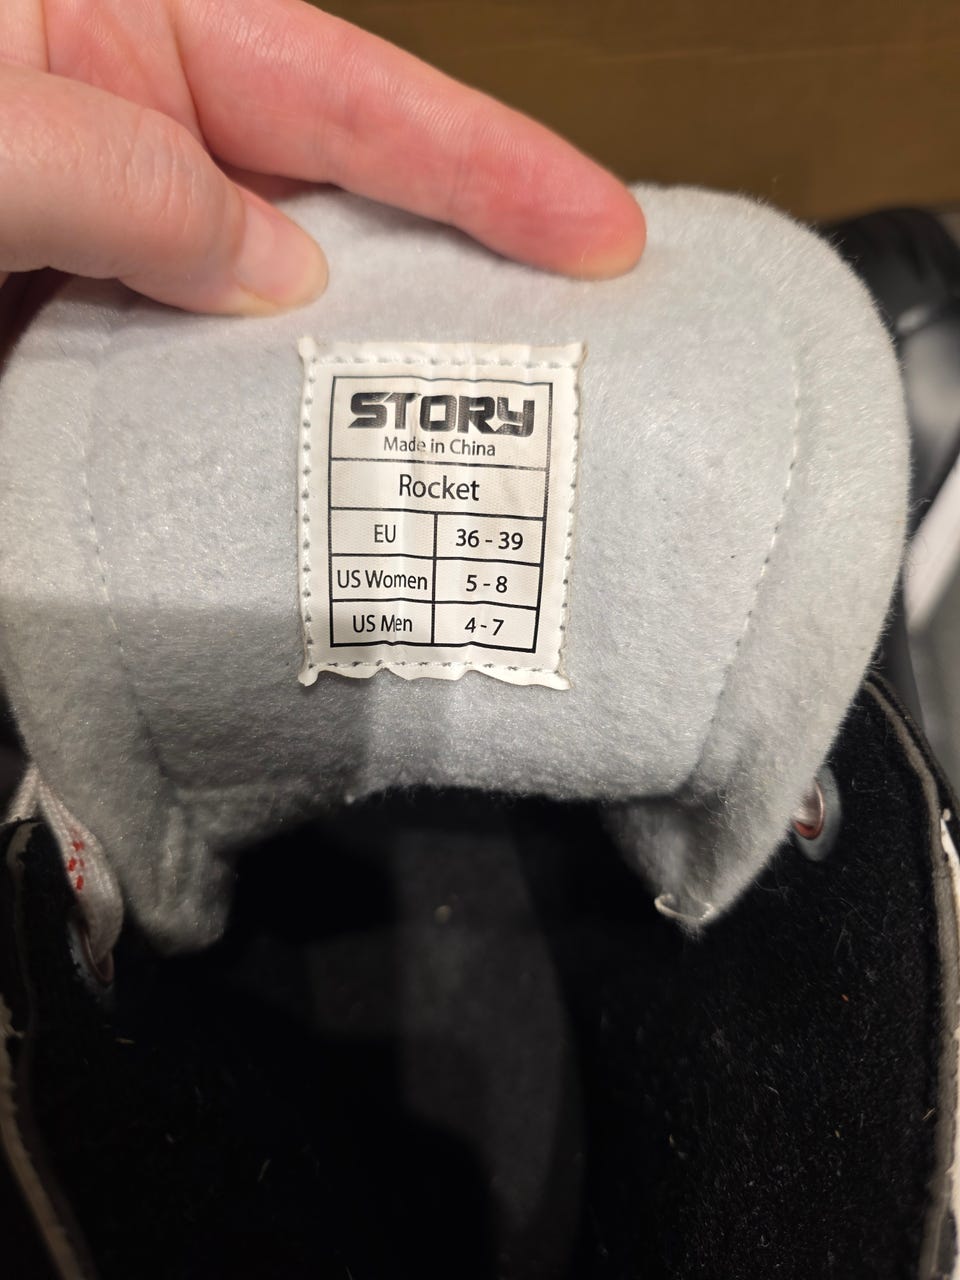 STORY
Made in China
Rocket
EU 36 - 39
US Women 5 - 8
US Men 4 - 7